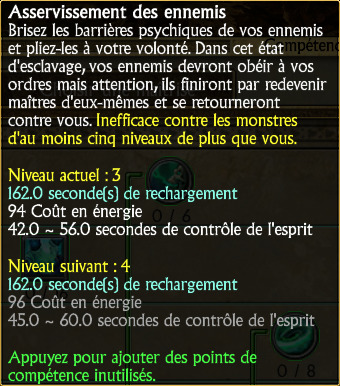 Asservissement des ennemis
Brisez les barrières psychiques de vos ennemis
et pliez-les à votre volonté. Dans cet état
d'esclavage, vos ennemis devront obéir à vos
ordres mais attention, ils finiront par redevenir
maîtres d'eux-mêmes et se retourneront
contre vous. Inefficace contre les monstres
d'au moins cinq niveaux de plus que vous.
Niveau actuel : 3
162.0 seconde(s) de rechargement
94 Coût en énergie
42.0 ~ 56.0 secondes de contrôle de l'esprit
0 / 6
Niveau suivant : 4
162.0 seconde(s) de rechargement
96 Coût en énergie
45.0 ~ 60.0 secondes de contrôle de l'esprit
Appuyez pour ajouter des points de
compétence inutilisés.
0 / 8